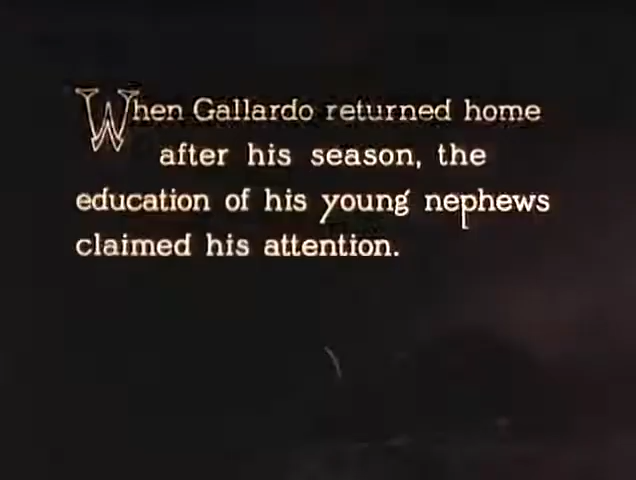 When Gallardo returned home
after his season, the
education of his young nephews
claimed his attention.